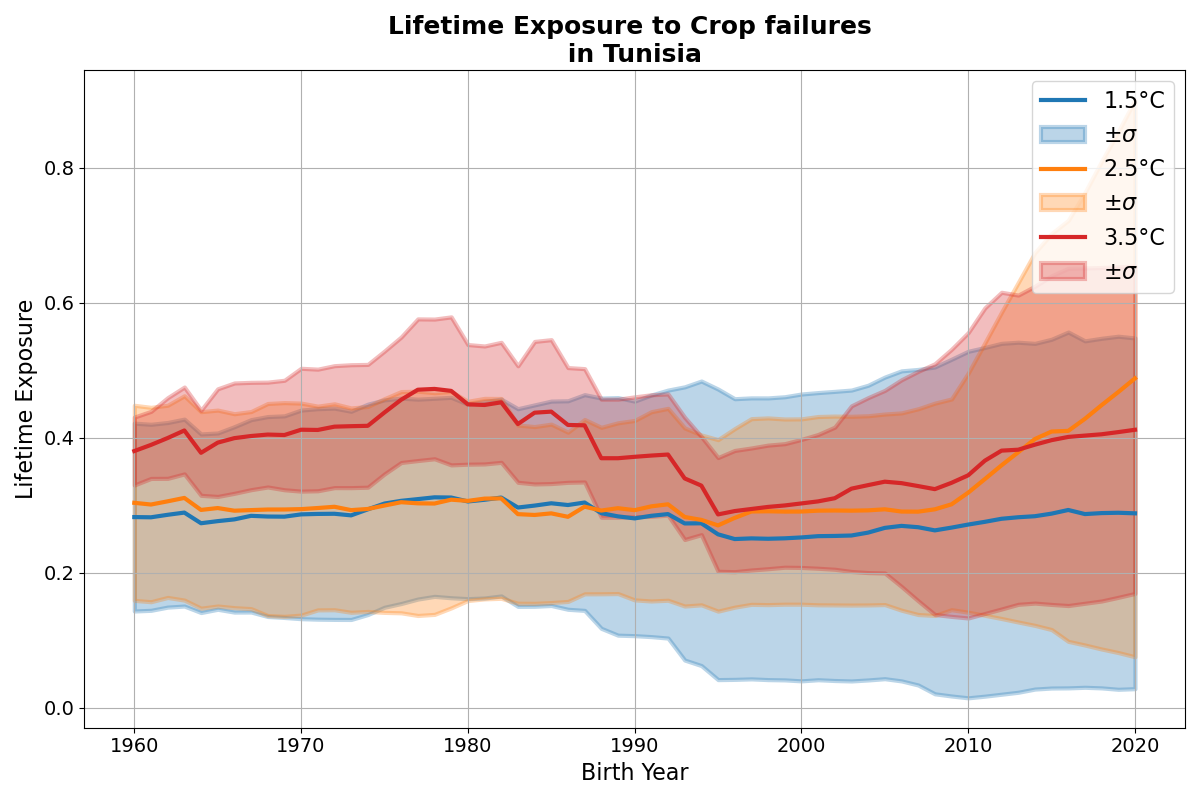 Lifetime Exposure to Crop failures
in Tunisia
1.5°C
±σ
2.5°C
±σ
3.5°C
±σ
Lifetime Exposure
0.8
0.6
0.4
0.2
0.0
1960 1970 1980 1990 2000 2010 2020
Birth Year